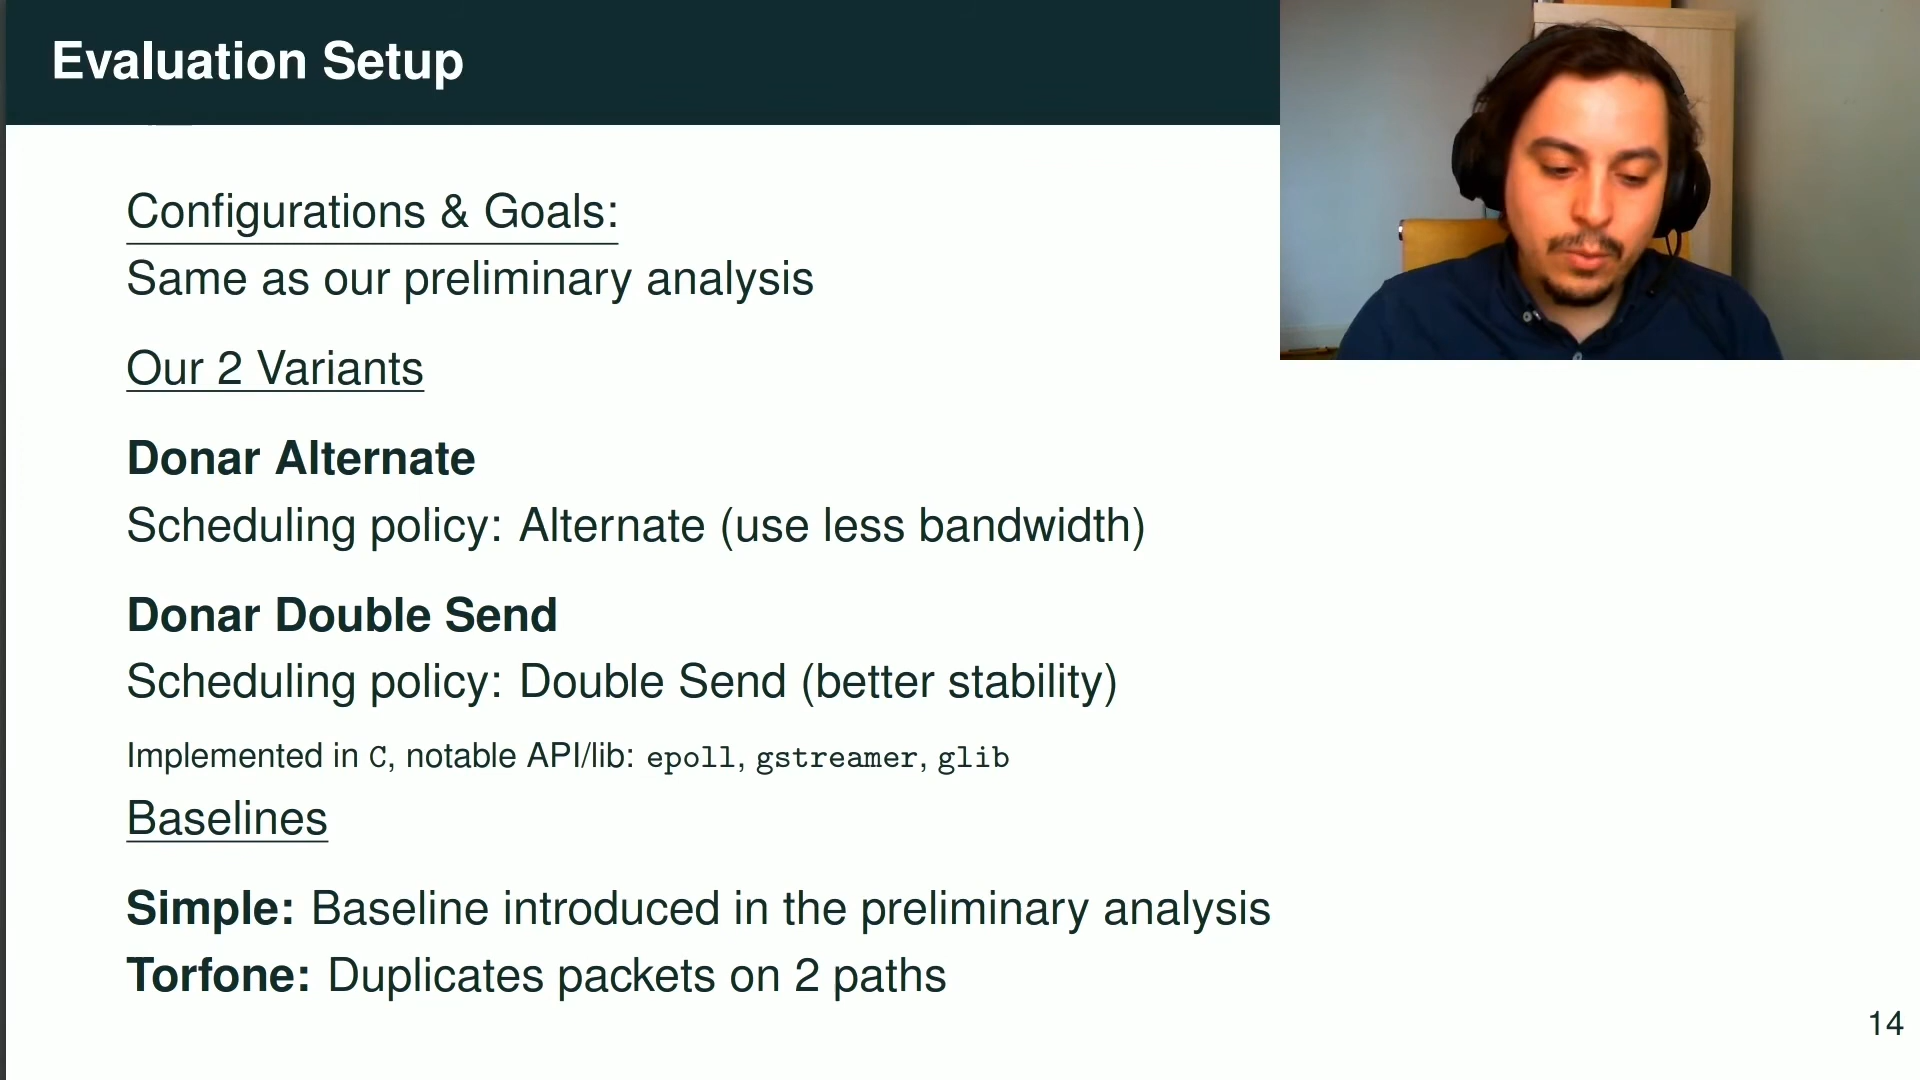 Evaluation Setup
Configurations & Goals:
Same as our preliminary analysis
Our 2 Variants
Donar Alternate
Scheduling policy: Alternate (use less bandwidth)
Donar Double Send
Scheduling policy: Double Send (better stability)
Implemented in C, notable API/lib: epoll, gstreamer, glib
Baselines
Simple: Baseline introduced in the preliminary analysis
Torfone: Duplicates packets on 2 paths
14